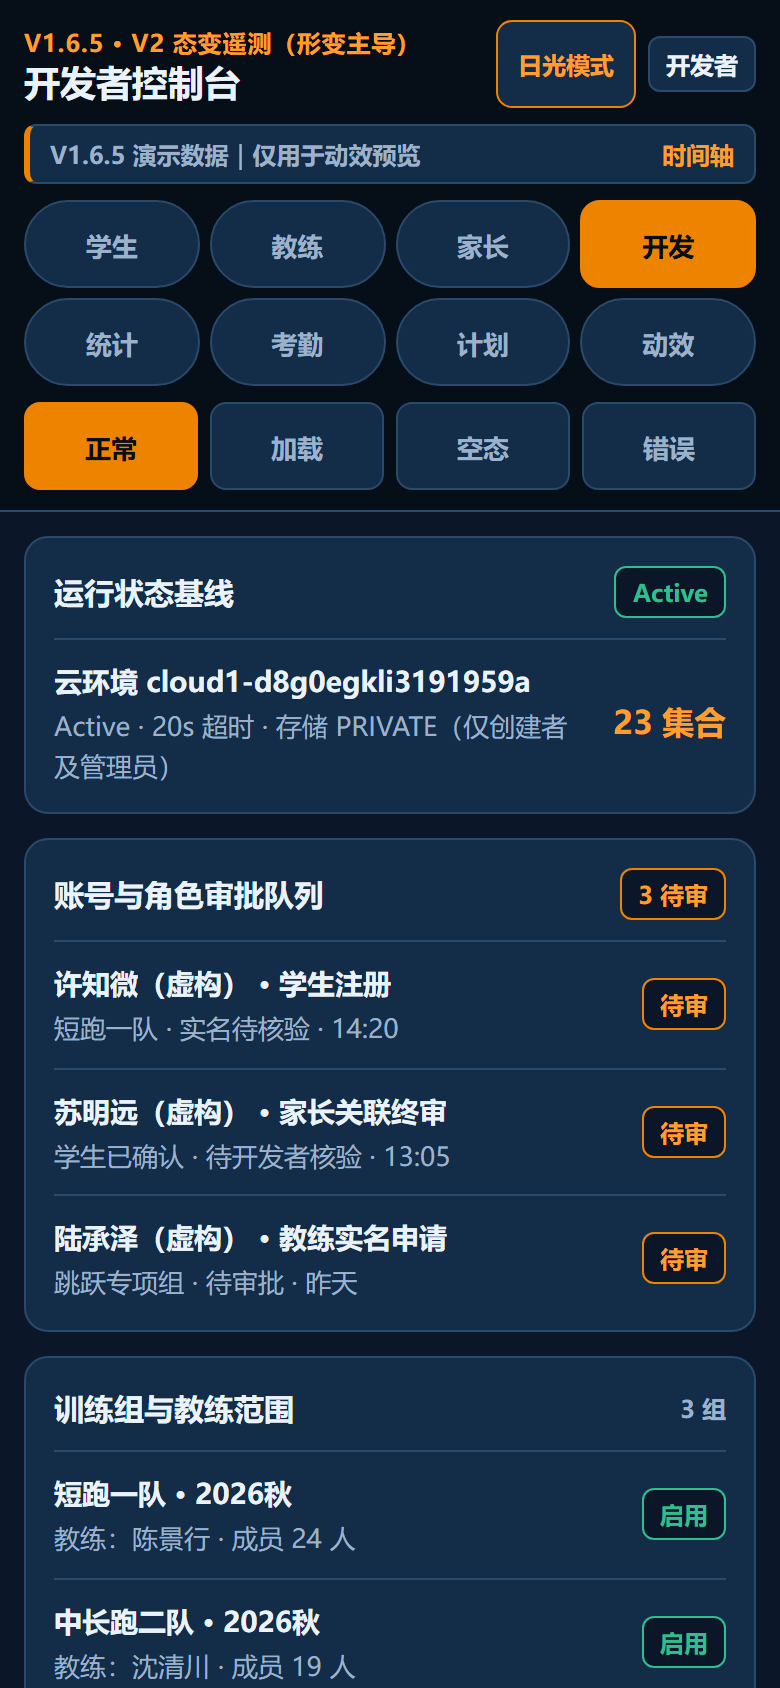 V1.6.5 • V2 态变遥测（形变主导）
开发者控制台
日光模式
开发者
V1.6.5 演示数据 | 仅用于动效预览
时间轴
学生
教练
家长
开发
统计
考勤
计划
动效
正常
加载
空态
错误
运行状态基线
Active
云环境 cloud1-d8g0egkli3191959a
Active · 20s 超时 · 存储 PRIVATE（仅创建者
及管理员）
23 集合
账号与角色审批队列
3 待审
许知微（虚构） • 学生注册
短跑一队 · 实名待核验 · 14:20
待审
苏明远（虚构） • 家长关联终审
学生已确认 · 待开发者核验 · 13:05
待审
陆承泽（虚构） • 教练实名申请
跳跃专项组 · 待审批 · 昨天
待审
训练组与教练范围
3 组
短跑一队 • 2026秋
教练：陈景行 · 成员 24 人
启用
中长跑二队 • 2026秋
教练：沈清川 · 成员 19 人
启用